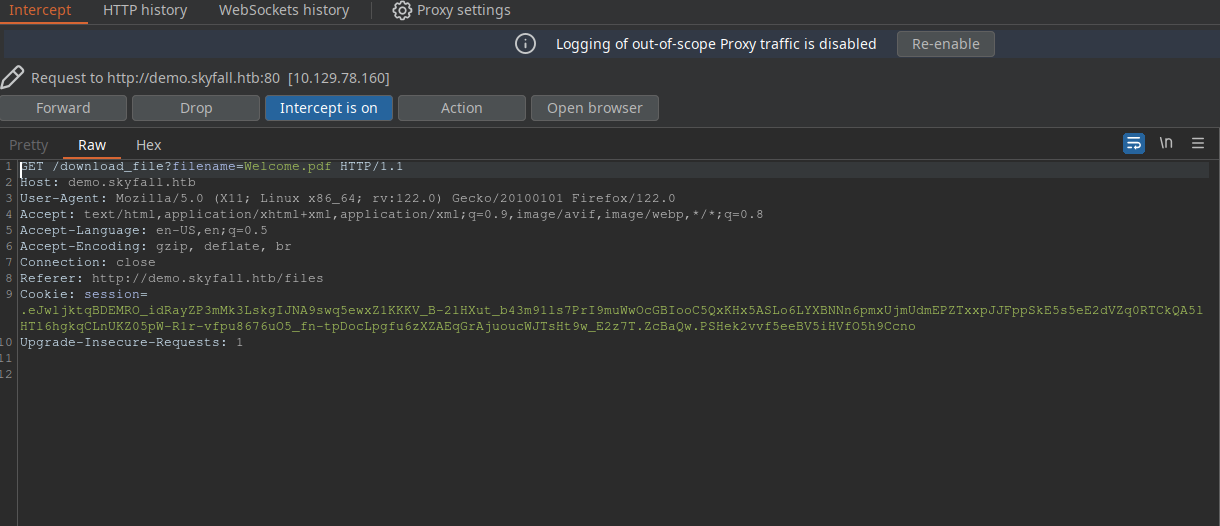 Intercept HTTP history WebSockets history Proxy settings
Logging of out-of-scope Proxy traffic is disabled Re-enable
Request to http://demo.skyfall.htb:80 [10.129.78.160]
Forward Drop Intercept is on Action Open browser
Pretty Raw Hex \n
1 GET /download_file?filename=Welcome.pdf HTTP/1.1
2 Host: demo.skyfall.htb
3 User-Agent: Mozilla/5.0 (X11; Linux x86_64; rv:122.0) Gecko/20100101 Firefox/122.0
4 Accept: text/html,application/xhtml+xml,application/xml;q=0.9,image/avif,image/webp,*/*;q=0.8
5 Accept-Language: en-US,en;q=0.5
6 Accept-Encoding: gzip, deflate, br
7 Connection: close
8 Referer: http://demo.skyfall.htb/files
9 Cookie: session=
.eJwljktqBDEMRO_idRayZP3mMk3LskgIJNA9swq5ewxZ1KKKV_B-2lHXut_b43m91ls7PrI9muWwOcGBIooC5QxKHx5ASLo6LYXBNNn6pmxUjmUdmEPZTxxpJJFppSkE5s5eE2dVZq0RTCkQA5l
HTl6hgkqCLnUKZ05pW-R1r-vfpu8676uO5_fn-tpDocLpgfu6zXZAEqGrAjuoucWJTsHt9w_E2z7T.ZcBaQw.PSHek2vvf5eeBV5iHVfO5h9Ccno
10 Upgrade-Insecure-Requests: 1
11
12